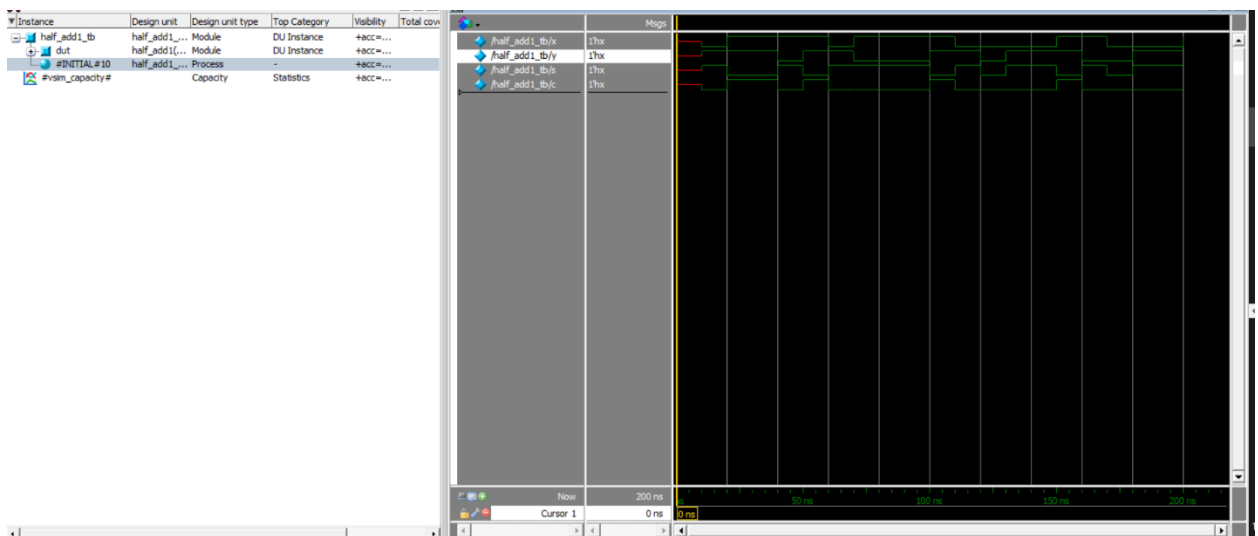 Instance Design unit Design unit type Top Category Visibility Total cov
half_add1_tb half_add1_... Module DU Instance +acc=...
dut half_add1(... Module DU Instance +acc=...
#INITIAL#10 half_add1_... Process - +acc=...
#vsim_capacity# Capacity Statistics +acc=...
Msgs
/half_add1_tb/x 1'hx
/half_add1_tb/y 1'hx
/half_add1_tb/s 1'hx
/half_add1_tb/c 1'hx
Now 200 ns 50 ns 100 ns 150 ns 200 ns
Cursor 1 0 ns 0 ns